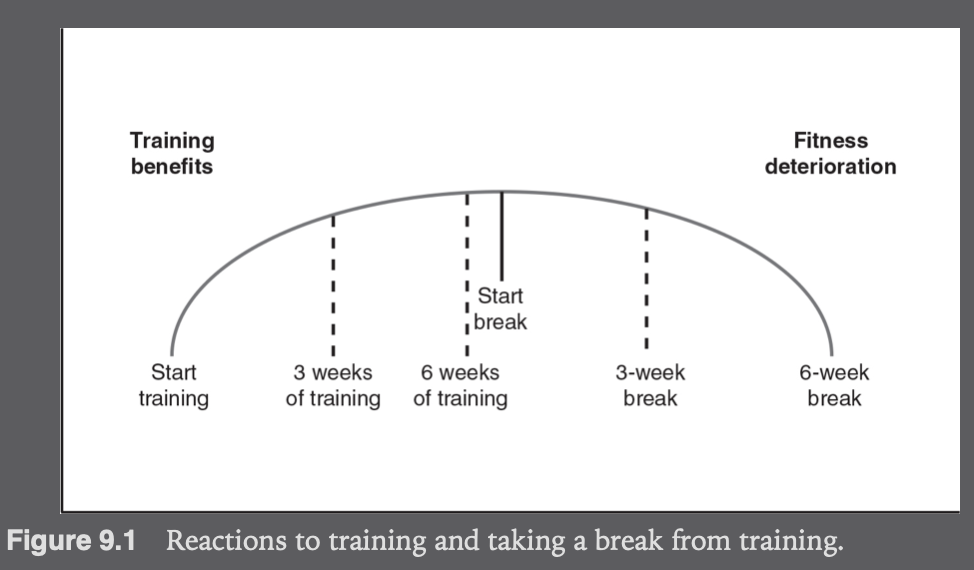 Training
benefits
Fitness
deterioration
Start
break
Start
training
3 weeks
of training
6 weeks
of training
3-week
break
6-week
break
Figure 9.1 Reactions to training and taking a break from training.